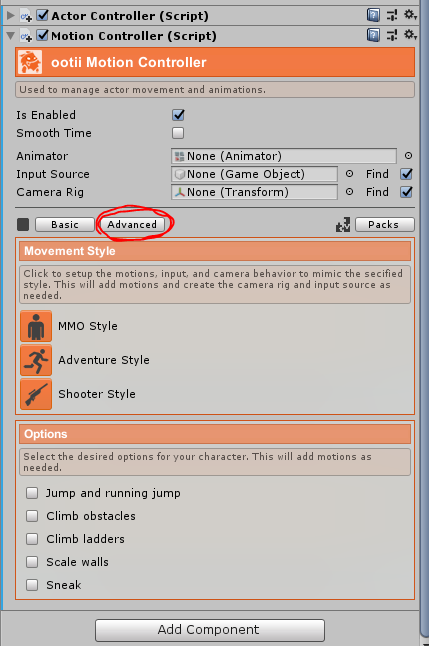 Actor Controller (Script)
Motion Controller (Script)
ootii Motion Controller
Used to manage actor movement and animations.
Is Enabled
Smooth Time
Animator None (Animator)
Input Source None (Game Object) Find
Camera Rig None (Transform) Find
Basic Advanced Packs
Movement Style
Click to setup the motions, input, and camera behavior to mimic the secified
style. This will add motions and create the camera rig and input source as
needed.
MMO Style
Adventure Style
Shooter Style
Options
Select the desired options for your character. This will add motions as
needed.
Jump and running jump
Climb obstacles
Climb ladders
Scale walls
Sneak
Add Component